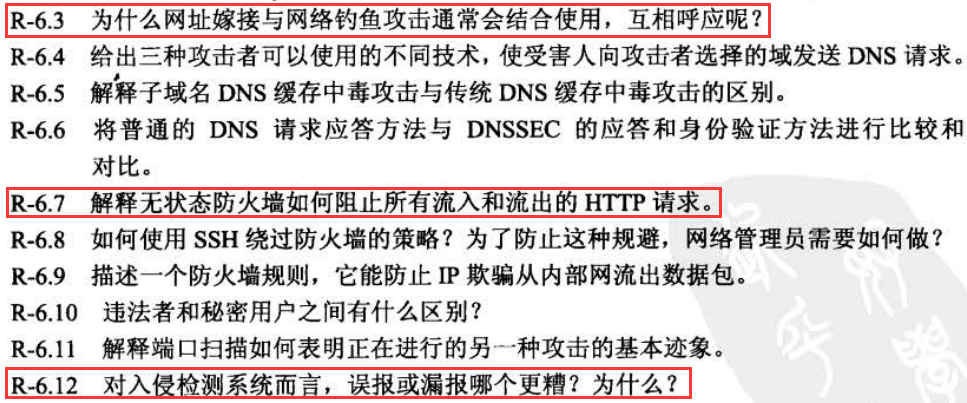 R-6.3 为什么网址嫁接与网络钓鱼攻击通常会结合使用，互相呼应呢？
R-6.4 给出三种攻击者可以使用的不同技术，使受害人向攻击者选择的域发送 DNS 请求。
R-6.5 解释子域名 DNS 缓存中毒攻击与传统 DNS 缓存中毒攻击的区别。
R-6.6 将普通的 DNS 请求应答方法与 DNSSEC 的应答和身份验证方法进行比较和
对比。
R-6.7 解释无状态防火墙如何阻止所有流入和流出的 HTTP 请求。
R-6.8 如何使用 SSH 绕过防火墙的策略？为了防止这种规避，网络管理员需要如何做？
R-6.9 描述一个防火墙规则，它能防止 IP 欺骗从内部网流出数据包。
R-6.10 违法者和秘密用户之间有什么区别？
R-6.11 解释端口扫描如何表明正在进行的另一种攻击的基本迹象。
R-6.12 对入侵检测系统而言，误报或漏报哪个更糟？为什么？